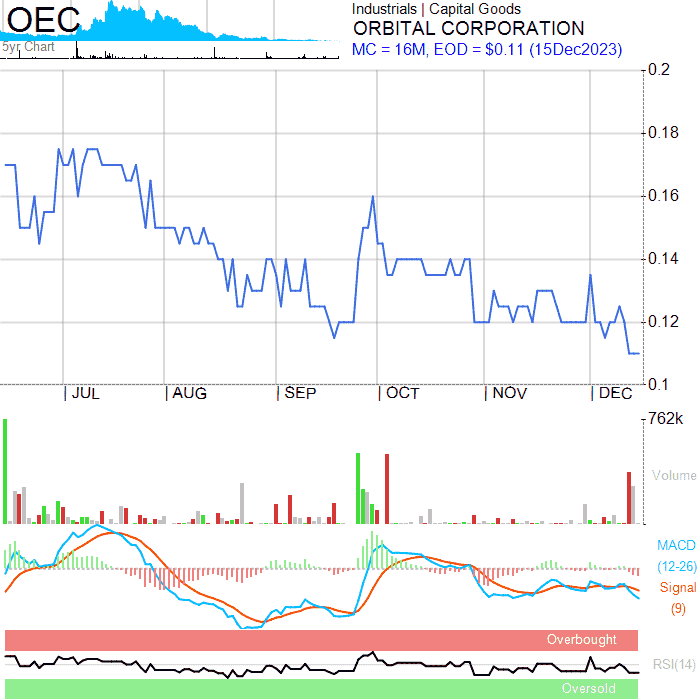 OEC
5yr Chart
Industrials | Capital Goods
ORBITAL CORPORATION
MC = 16M, EOD = $0.11 (15Dec2023)
0.2
0.18
0.16
0.14
0.12
0.1
JUL
AUG
SEP
OCT
NOV
DEC
762k
Volume
MACD
(12-26)
Signal
(9)
Overbought
RSI(14)
Oversold